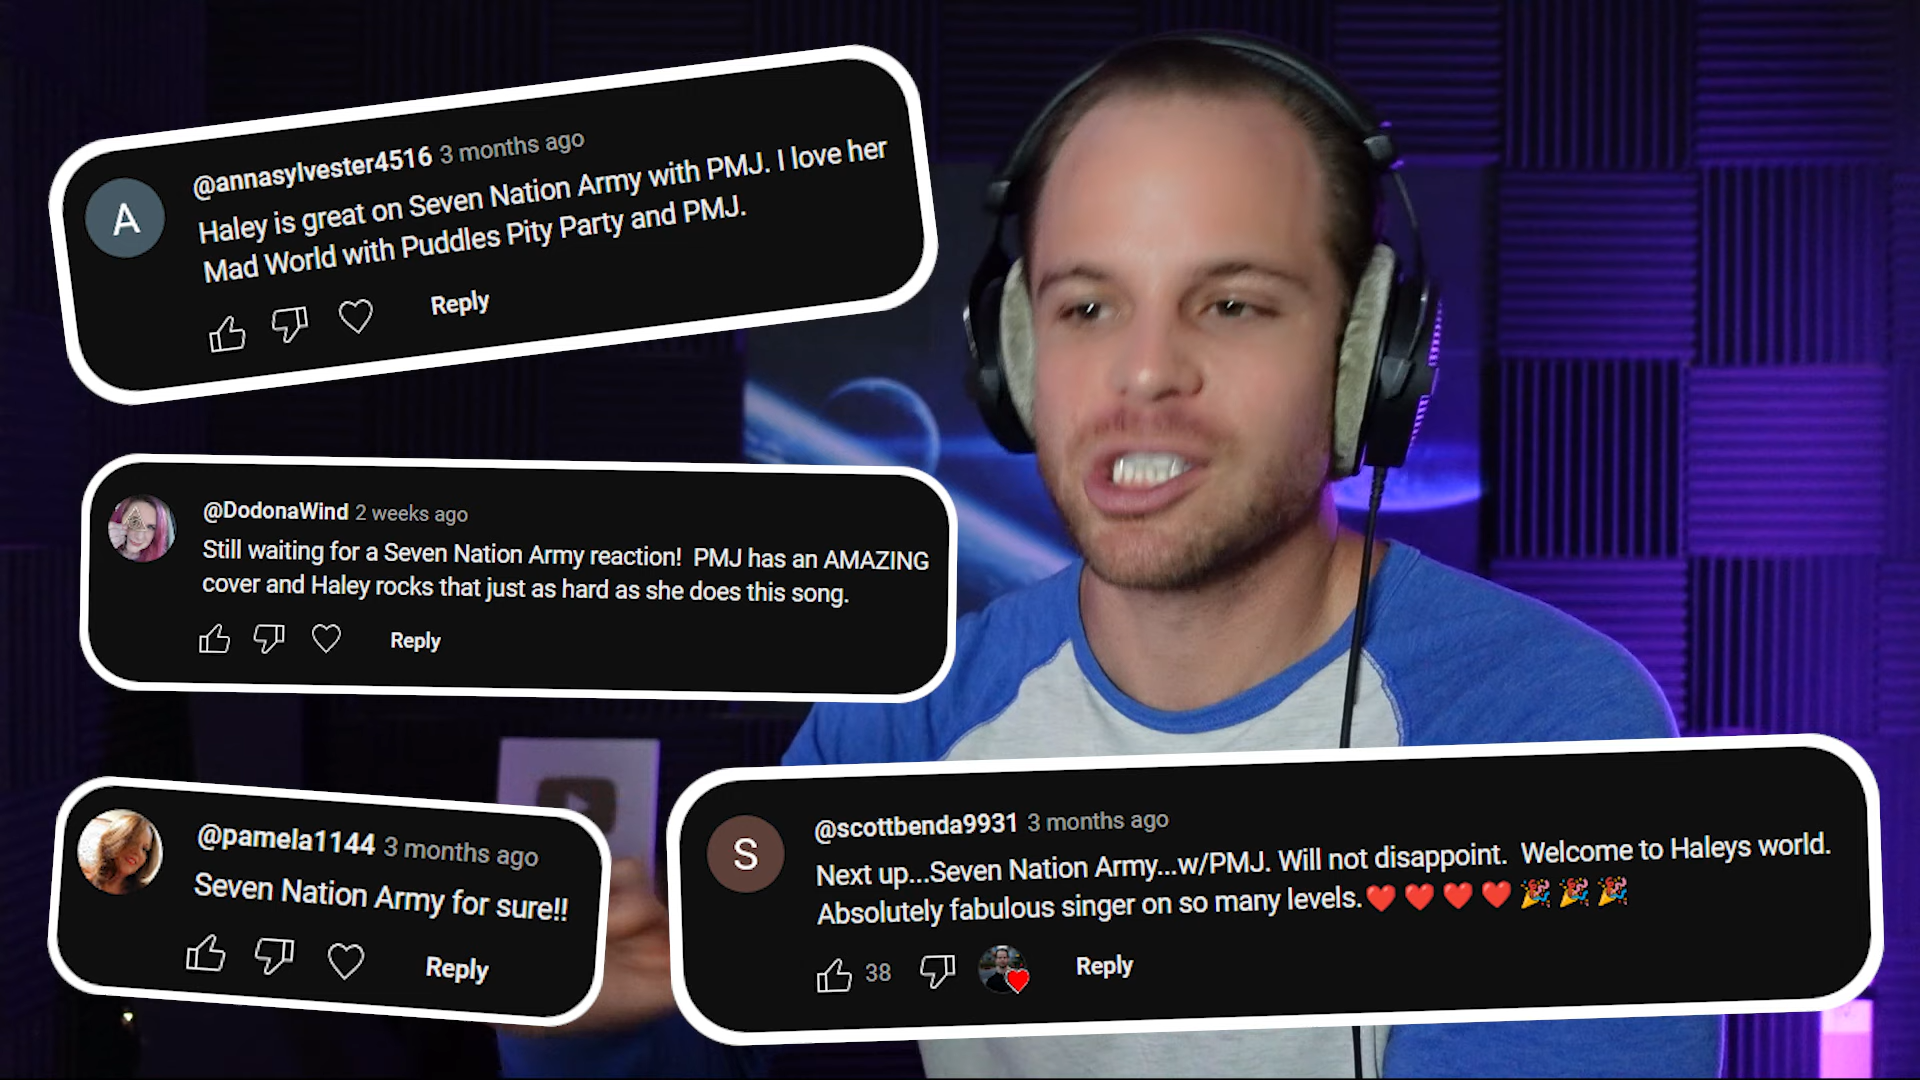 A
@annasylvester4516 3 months ago
Haley is great on Seven Nation Army with PMJ. I love her
Mad World with Puddles Pity Party and PMJ.
Reply
@DodonaWind 2 weeks ago
Still waiting for a Seven Nation Army reaction!  PMJ has an AMAZING
cover and Haley rocks that just as hard as she does this song.
Reply
@pamela1144 3 months ago
Seven Nation Army for sure!!
Reply
S
@scottbenda9931 3 months ago
Next up...Seven Nation Army...w/PMJ. Will not disappoint.  Welcome to Haleys world.
Absolutely fabulous singer on so many levels.❤️❤️❤️❤️🎉🎉🎉
38
Reply